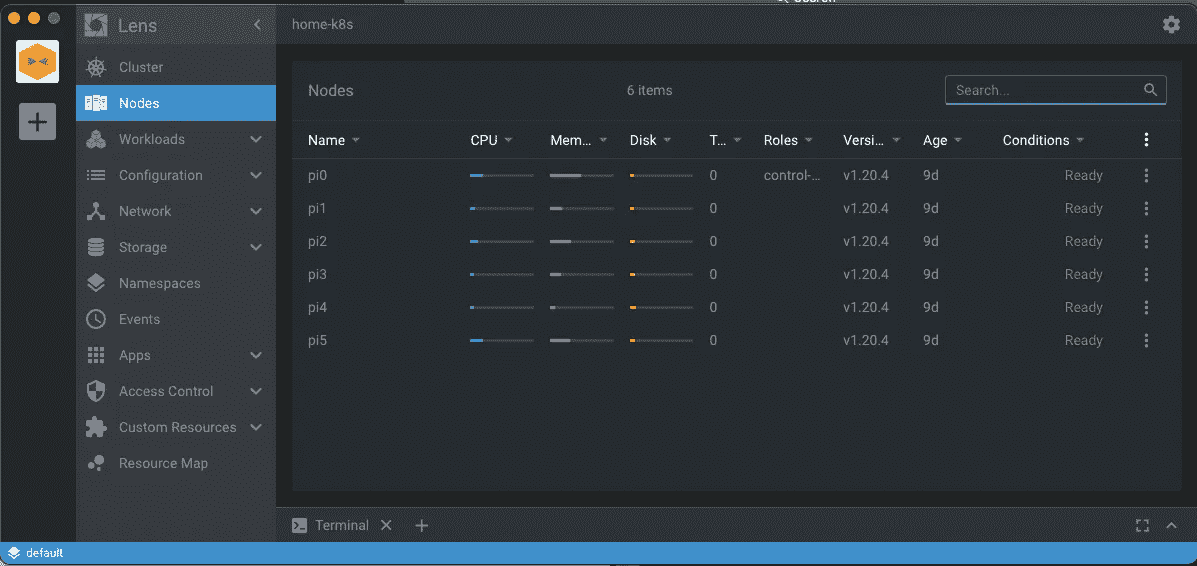 Search
Lens
home-k8s
Cluster
Nodes
Workloads
Configuration
Network
Storage
Namespaces
Events
Apps
Access Control
Custom Resources
Resource Map
Nodes 6 items Search...
Name CPU Mem... Disk T... Roles Versi... Age Conditions
pi0 0 control-... v1.20.4 9d Ready
pi1 0 v1.20.4 9d Ready
pi2 0 v1.20.4 9d Ready
pi3 0 v1.20.4 9d Ready
pi4 0 v1.20.4 9d Ready
pi5 0 v1.20.4 9d Ready
Terminal
default